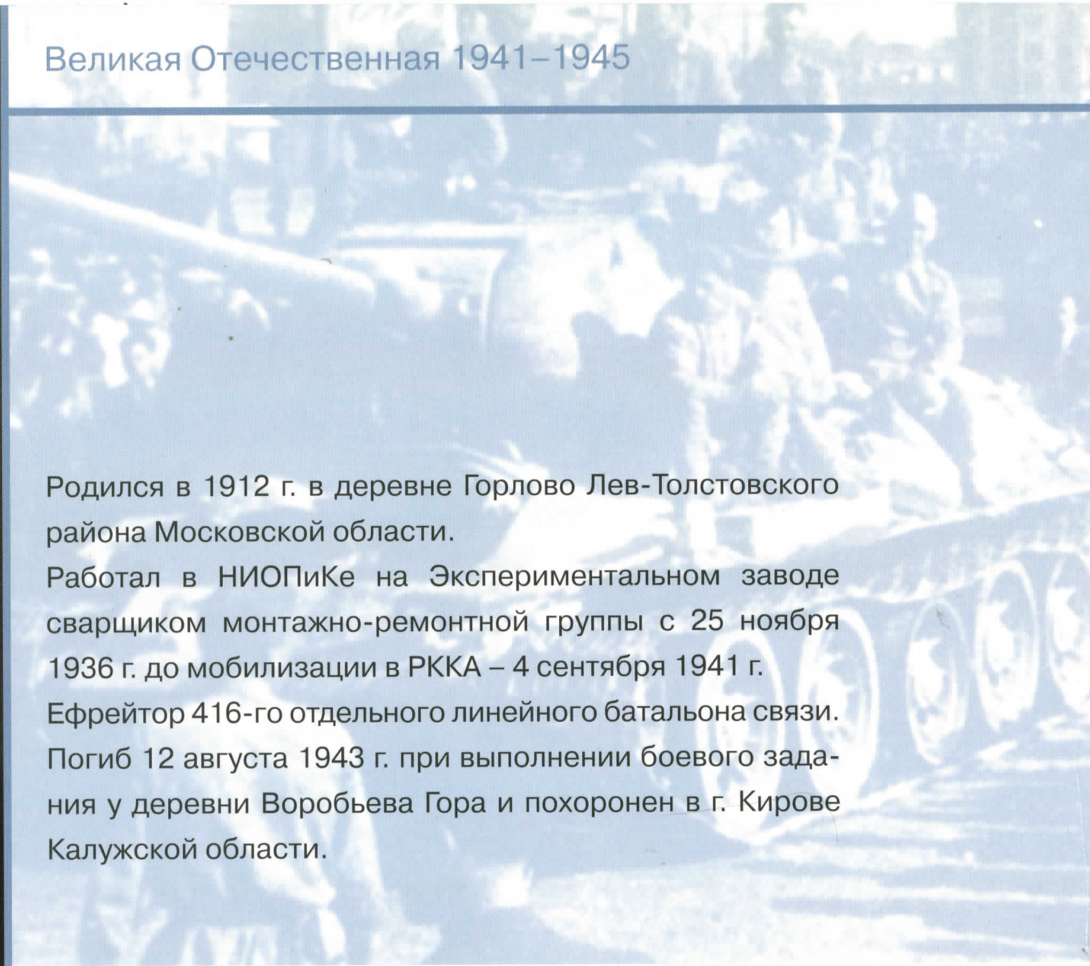 Великая Отечественная 1941–1945
Родился в 1912 г. в деревне Горлово Лев-Толстовского
района Московской области.
Работал в НИОПиКе на Экспериментальном заводе
сварщиком монтажно-ремонтной группы с 25 ноября
1936 г. до мобилизации в РККА – 4 сентября 1941 г.
Ефрейтор 416-го отдельного линейного батальона связи.
Погиб 12 августа 1943 г. при выполнении боевого зада-
ния у деревни Воробьева Гора и похоронен в г. Кирове
Калужской области.